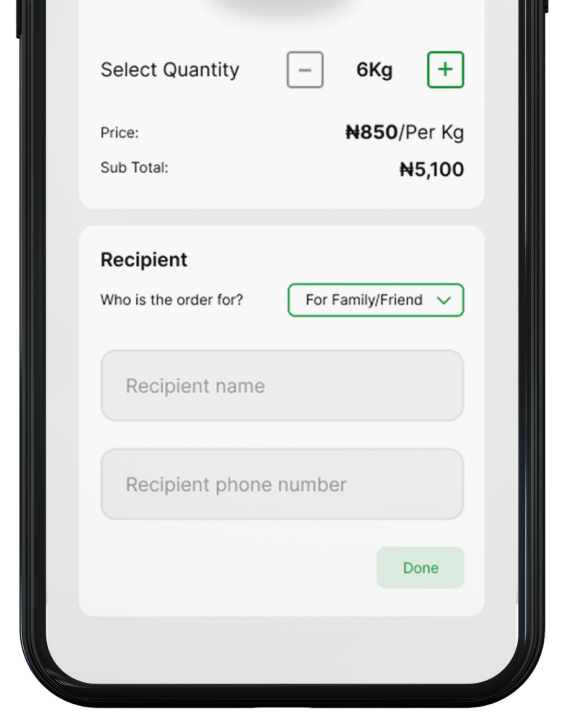 Select Quantity − 6Kg +
Price: ₦850/Per Kg
Sub Total: ₦5,100
Recipient
Who is the order for? For Family/Friend
Recipient name
Recipient phone number
Done